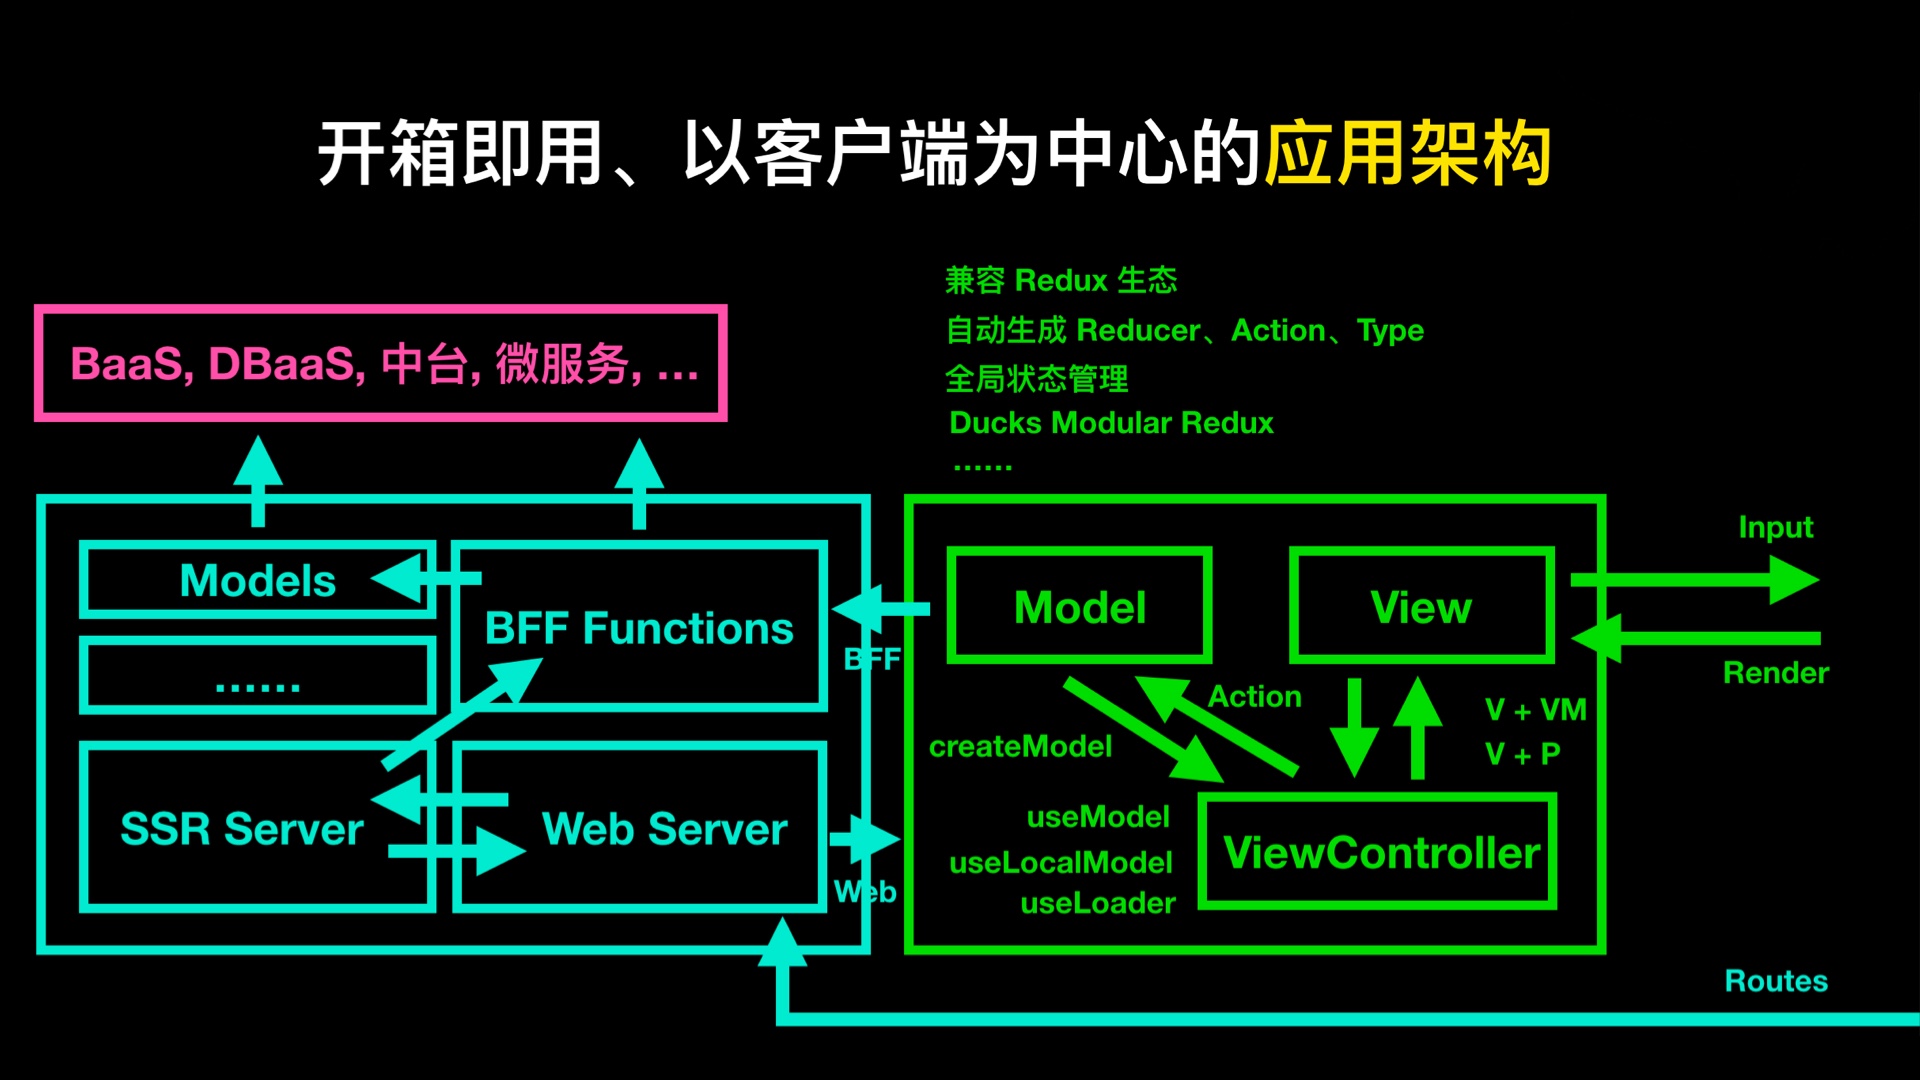 开箱即用、以客户端为中心的应用架构
兼容 Redux 生态
自动生成 Reducer、Action、Type
全局状态管理
Ducks Modular Redux
······
BaaS, DBaaS, 中台, 微服务, ...
Models
BFF Functions
······
SSR Server
Web Server
BFF
Web
Model
View
Action
createModel
V + VM
V + P
useModel
useLocalModel
useLoader
ViewController
Input
Render
Routes